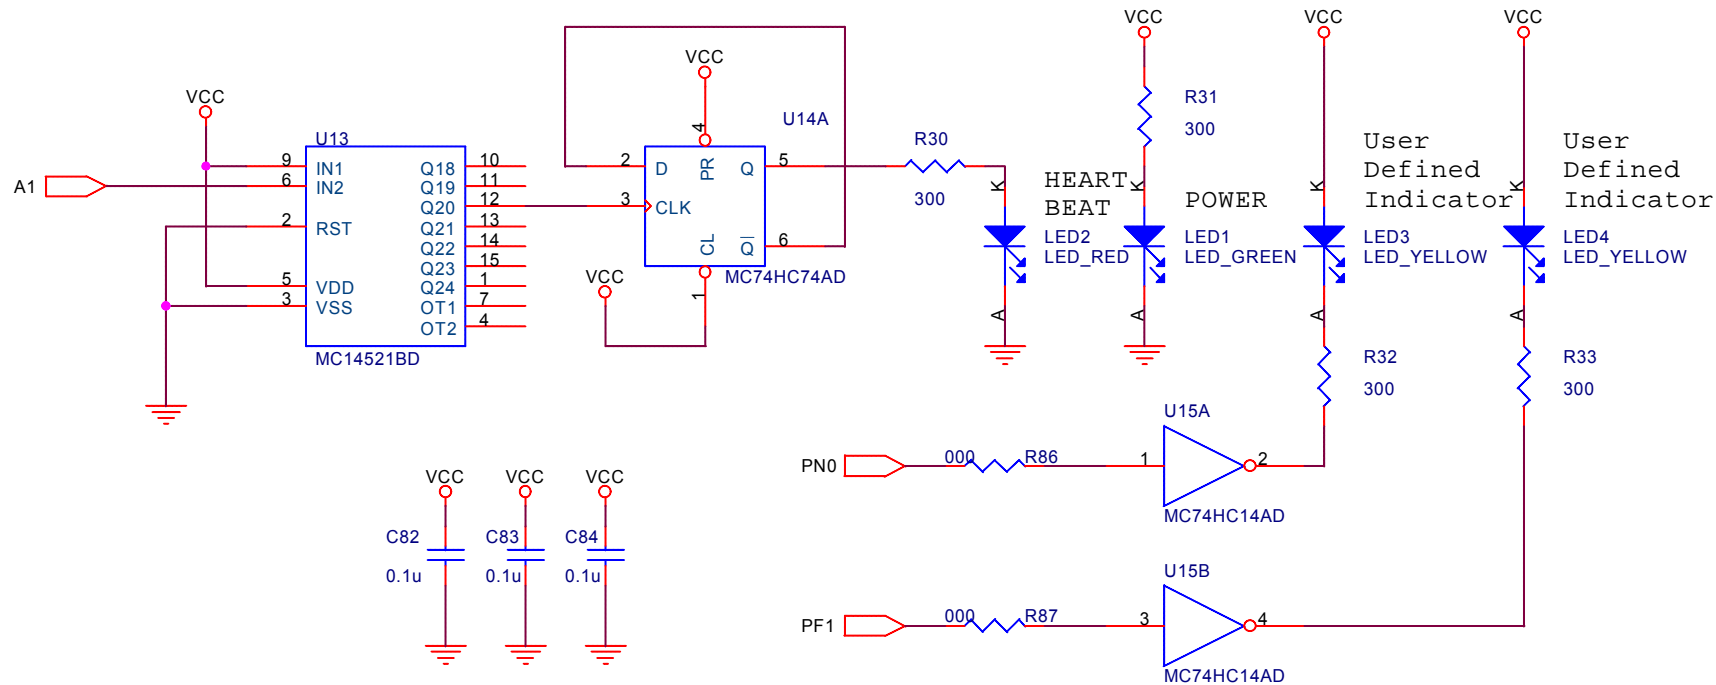 VCC
U13
A1
9
IN1
6
IN2
2
RST
5
VDD
3
VSS
Q18
10
Q19
11
Q20
12
Q21
13
Q22
14
Q23
15
Q24
1
OT1
7
OT2
4
MC14521BD
VCC
4
U14A
2
D
PR
Q
5
3
CLK
CL
Q
6
MC74HC74AD
VCC
1
R30
300
K
HEART
BEAT
LED2
LED_RED
A
VCC
R31
300
K
POWER
LED1
LED_GREEN
A
VCC
User
Defined
Indicator
K
LED3
LED_YELLOW
A
R32
300
VCC
User
Defined
Indicator
K
LED4
LED_YELLOW
A
R33
300
U15A
PN0
000
R86
1
2
MC74HC14AD
U15B
PF1
000
R87
3
4
MC74HC14AD
VCC
C82
0.1u
VCC
C83
0.1u
VCC
C84
0.1u